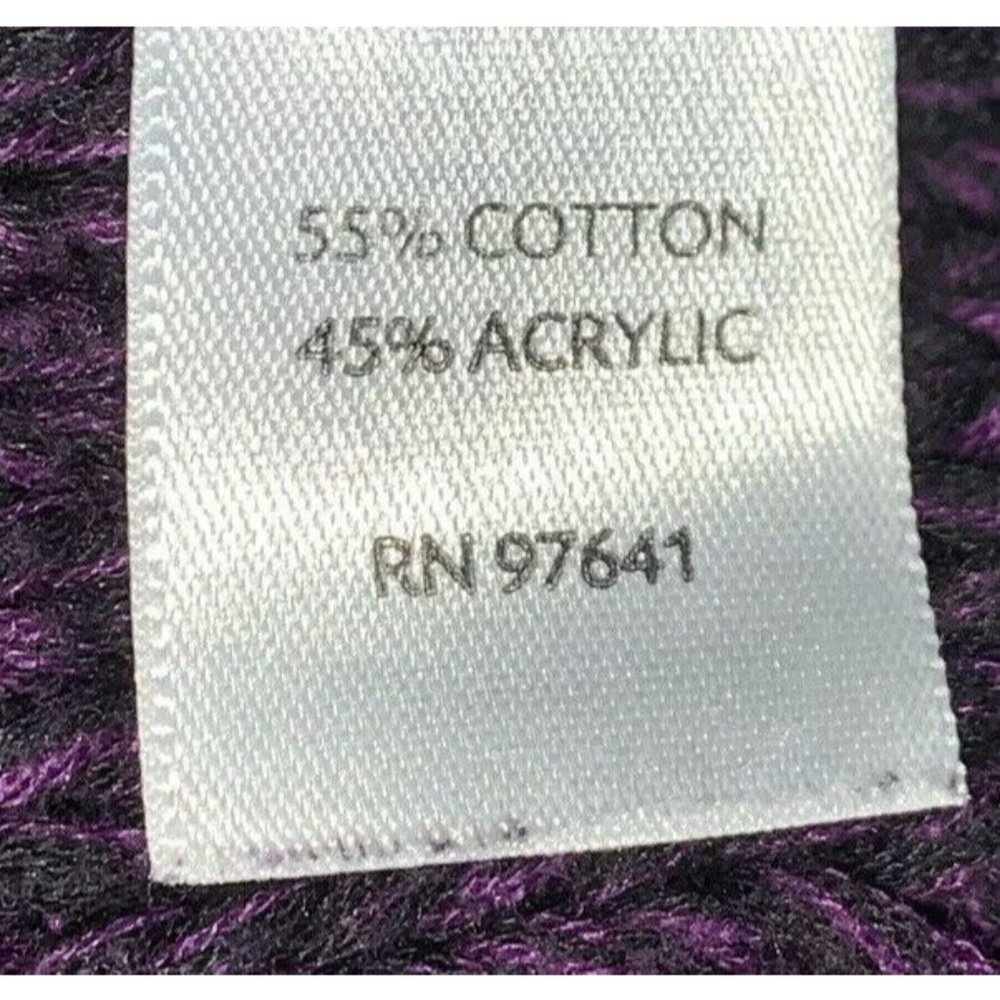 55% COTTON
45% ACRYLIC
RN 97641